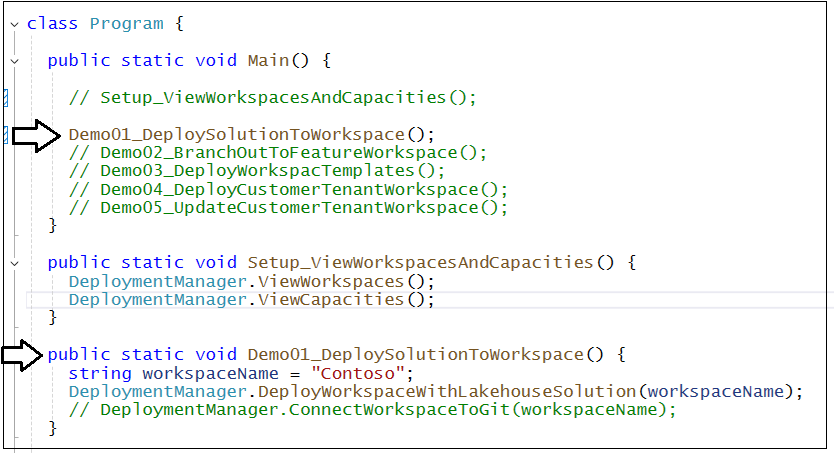 class Program {
public static void Main() {
// Setup_ViewWorkspacesAndCapacities();
Demo01_DeploySolutionToWorkspace();
// Demo02_BranchOutToFeatureWorkspace();
// Demo03_DeployWorkspacTemplates();
// Demo04_DeployCustomerTenantWorkspace();
// Demo05_UpdateCustomerTenantWorkspace();
}
public static void Setup_ViewWorkspacesAndCapacities() {
DeploymentManager.ViewWorkspaces();
DeploymentManager.ViewCapacities();
}
public static void Demo01_DeploySolutionToWorkspace() {
string workspaceName = "Contoso";
DeploymentManager.DeployWorkspaceWithLakehouseSolution(workspaceName);
// DeploymentManager.ConnectWorkspaceToGit(workspaceName);
}